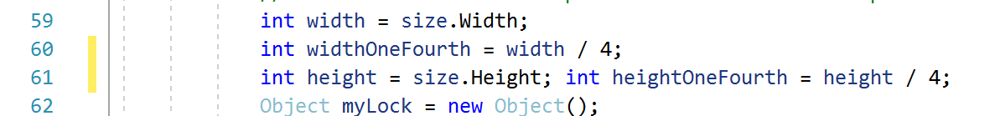 59 int width = size.Width;
60 int widthOneFourth = width / 4;
61 int height = size.Height; int heightOneFourth = height / 4;
62 Object myLock = new Object();